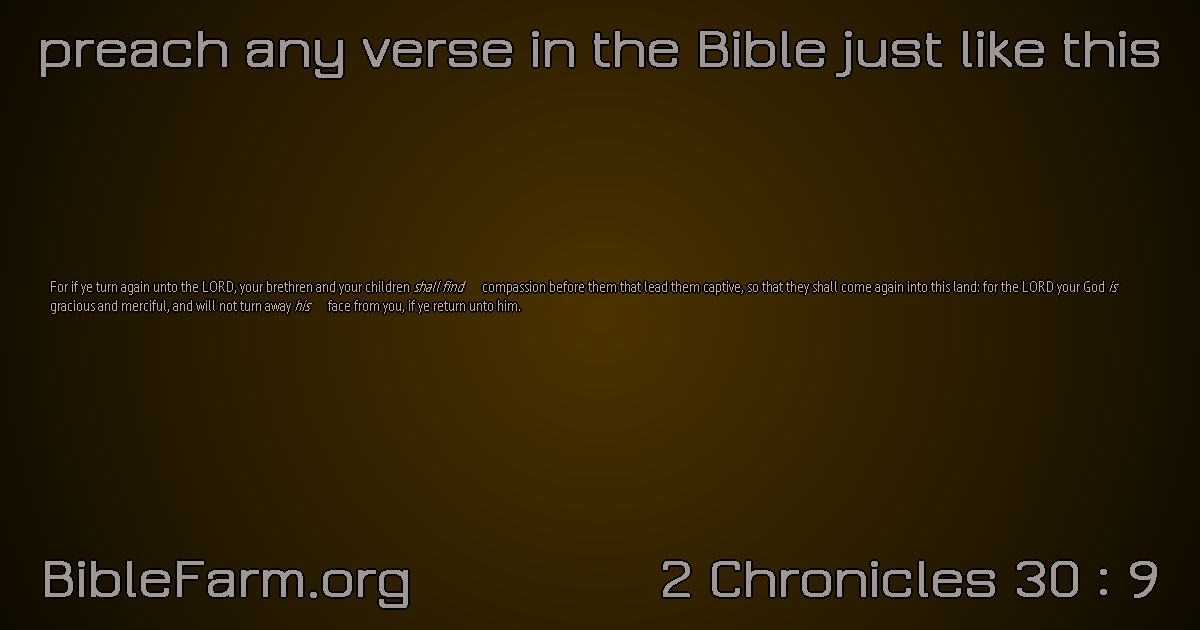 preach any verse in the Bible just like this
For if ye turn again unto the LORD, your brethren and your children shall find compassion before them that lead them captive, so that they shall come again into this land: for the LORD your God is
gracious and merciful, and will not turn away his face from you, if ye return unto him.
BibleFarm.org
2 Chronicles 30 : 9